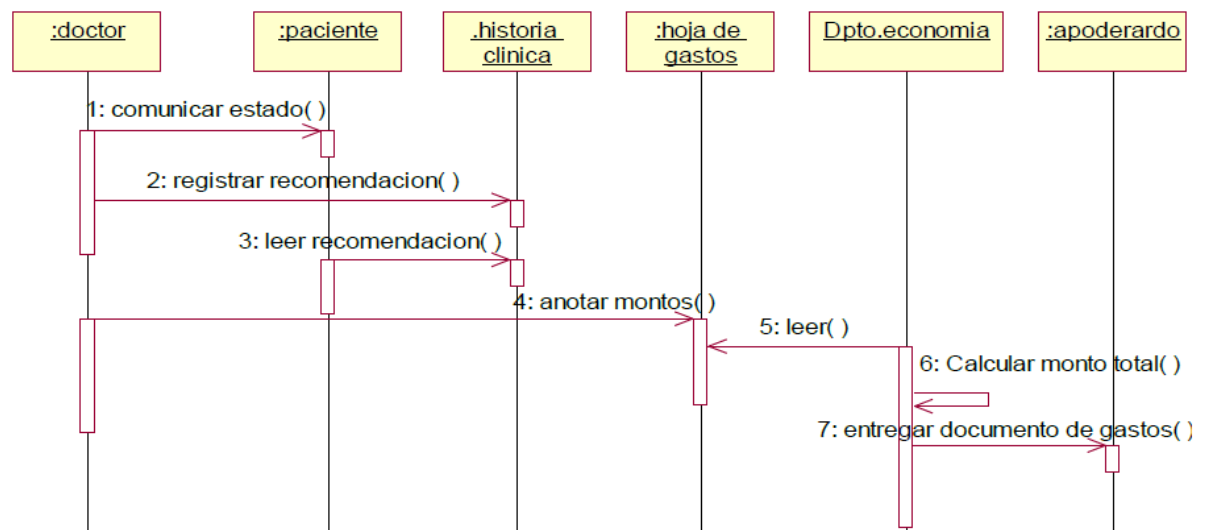 :doctor
:paciente
.historia
clinica
:hoja de
gastos
Dpto.economia
:apoderardo
1: comunicar estado( )
2: registrar recomendacion( )
3: leer recomendacion( )
4: anotar montos( )
5: leer( )
6: Calcular monto total( )
7: entregar documento de gastos( )